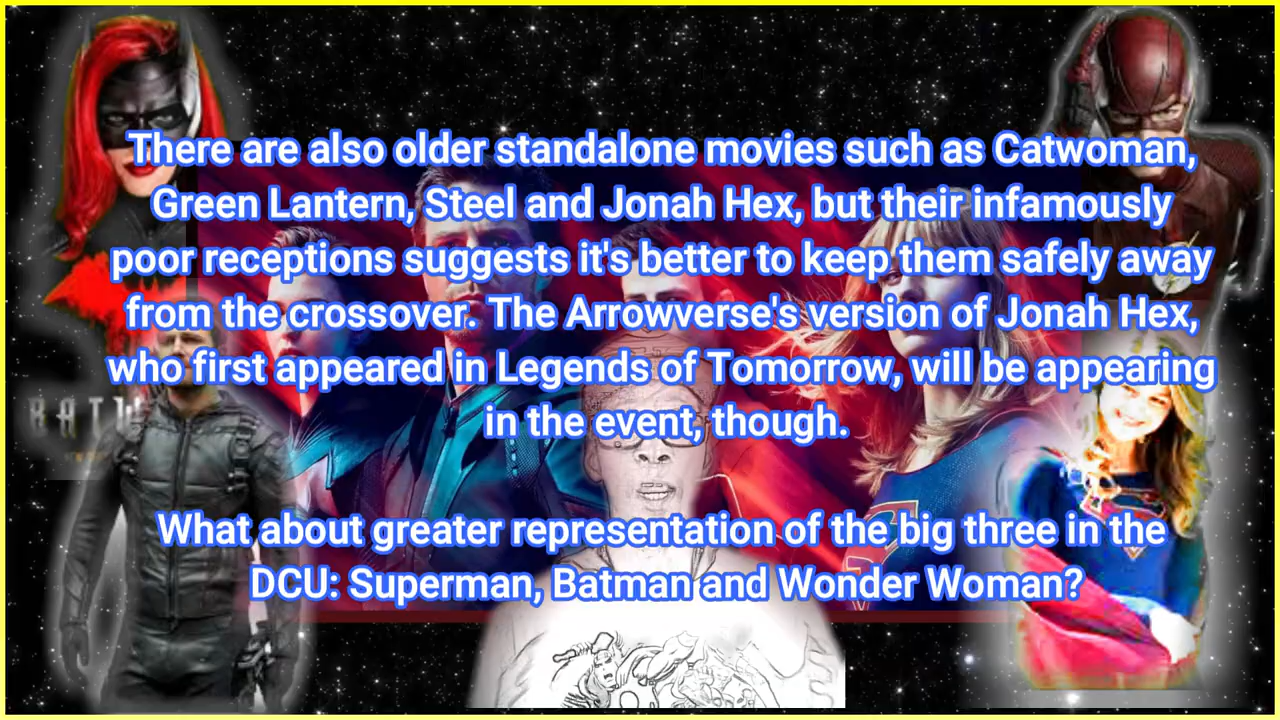 There are also older standalone movies such as Catwoman,
Green Lantern, Steel and Jonah Hex, but their infamously
poor receptions suggests it's better to keep them safely away
from the crossover. The Arrowverse's version of Jonah Hex,
who first appeared in Legends of Tomorrow, will be appearing
in the event, though.
What about greater representation of the big three in the
DCU: Superman, Batman and Wonder Woman?